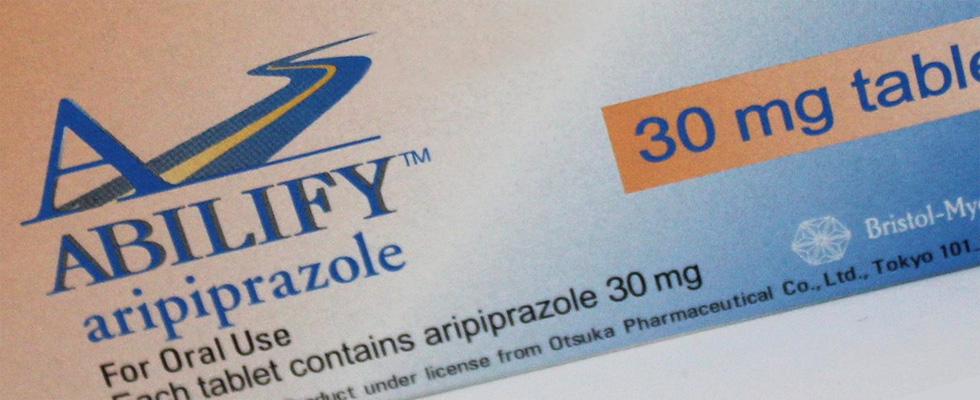 ABILIFY™
aripiprazole
For Oral Use
Each tablet contains aripiprazole 30 mg
under license from Otsuka Pharmaceutical Co., Ltd., Tokyo 101-
30 mg
Bristol-My